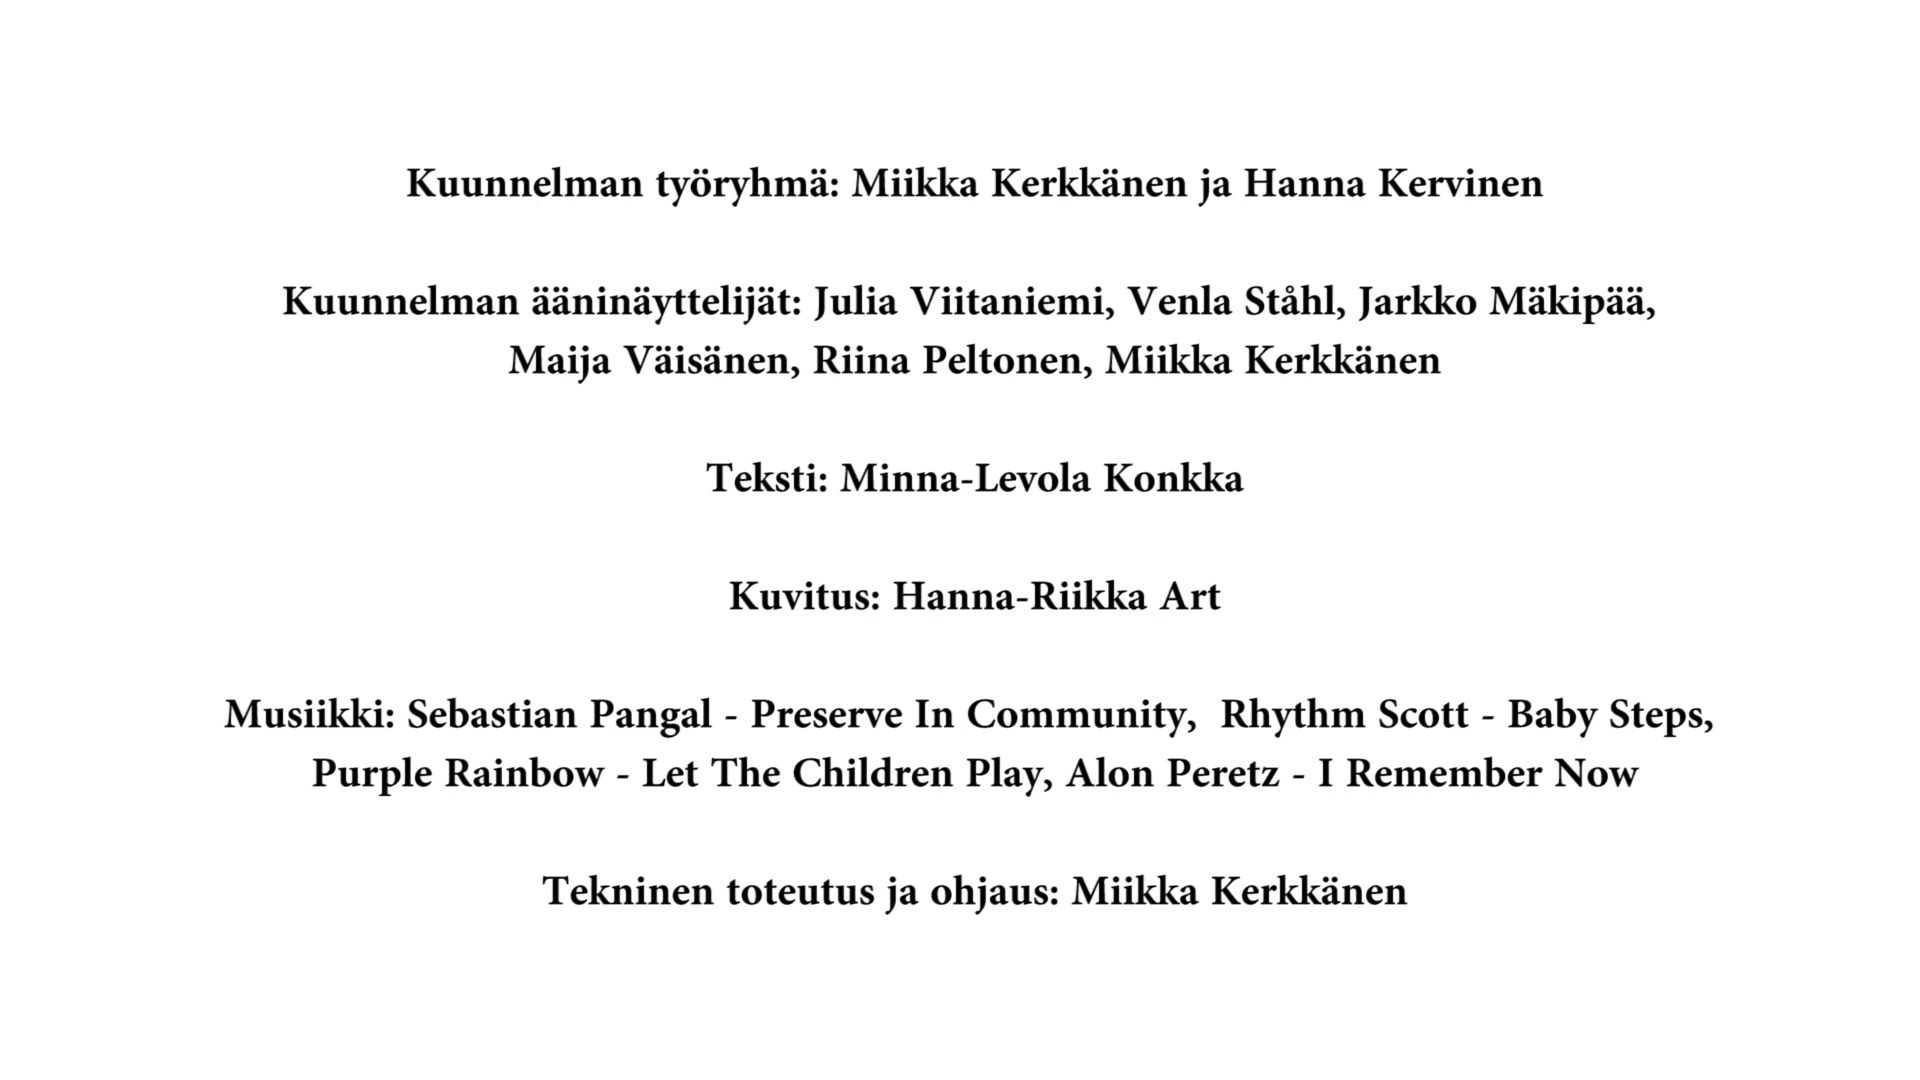 Kuunnelman työryhmä: Miikka Kerkkänen ja Hanna Kervinen
Kuunnelman ääninäyttelijät: Julia Viitaniemi, Venla Ståhl, Jarkko Mäkipää,
Maija Väisänen, Riina Peltonen, Miikka Kerkkänen
Teksti: Minna-Levola Konkka
Kuvitus: Hanna-Riikka Art
Musiikki: Sebastian Pangal - Preserve In Community,  Rhythm Scott - Baby Steps,
Purple Rainbow - Let The Children Play, Alon Peretz - I Remember Now
Tekninen toteutus ja ohjaus: Miikka Kerkkänen